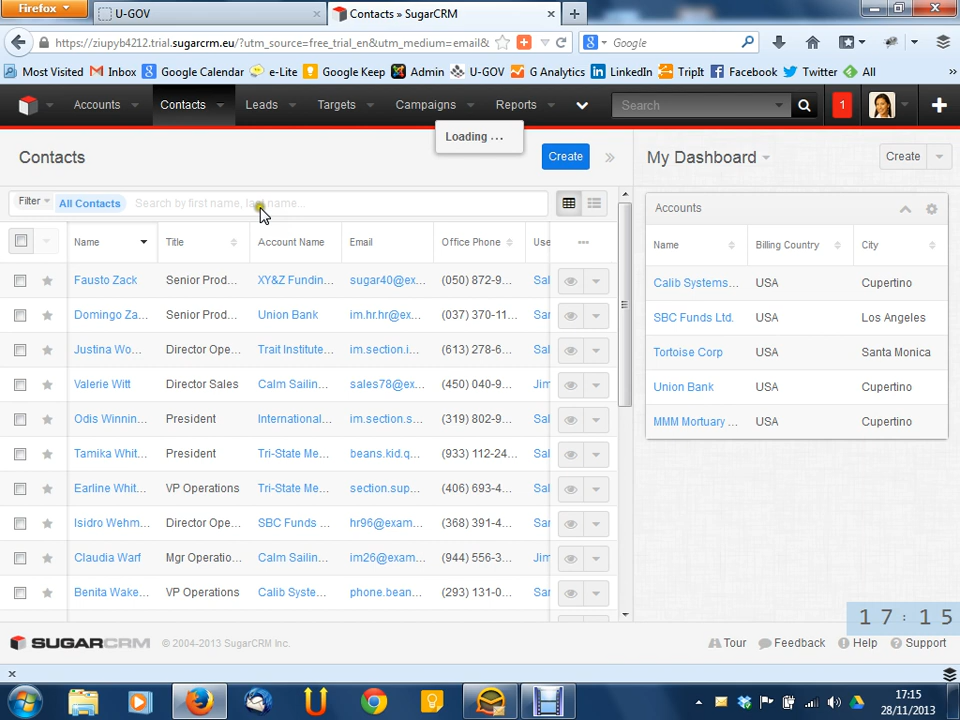 Firefox
U-GOV
Contacts » SugarCRM
https://ziupyb4212.trial.sugarcrm.eu/?utm_source=free_trial_en&utm_medium=email&
Google
Most Visited Inbox Google Calendar e-Lite Google Keep Admin U-GOV G Analytics LinkedIn TripIt Facebook Twitter All
Accounts Contacts Leads Targets Campaigns Reports Search 1
Loading ...
Contacts Create
My Dashboard Create
Filter All Contacts Search by first name, last name...
Accounts
Name Title Account Name Email Office Phone Use
Name Billing Country City
Fausto Zack Senior Prod... XY&Z Fundin... sugar40@ex... (050) 872-9... Sal
Calib Systems... USA Cupertino
Domingo Za... Senior Prod... Union Bank im.hr.hr@ex... (037) 370-11... Sar
SBC Funds Ltd. USA Los Angeles
Justina Wo... Director Ope... Trait Institute... im.section.i... (613) 278-6... Sal
Tortoise Corp USA Santa Monica
Valerie Witt Director Sales Calm Sailin... sales78@ex... (450) 040-9... Jim
Union Bank USA Cupertino
Odis Winnin... President International... im.section.s... (319) 802-9... Sal
MMM Mortuary ... USA Cupertino
Tamika Whit... President Tri-State Me... beans.kid.q... (933) 112-24... Sal
Earline Whit... VP Operations Tri-State Me... section.sup... (406) 693-4... Sal
Isidro Wehm... Director Ope... SBC Funds ... hr96@exam... (368) 391-4... Sar
Claudia Warf Mgr Operatio... Calm Sailin... im26@exam... (944) 556-3... Jim
Benita Wake... VP Operations Calib Syste... phone.bean... (293) 131-0... Sar
17:15
SUGARCRM © 2004-2013 SugarCRM Inc. Tour Feedback Help Support
17:15
28/11/2013